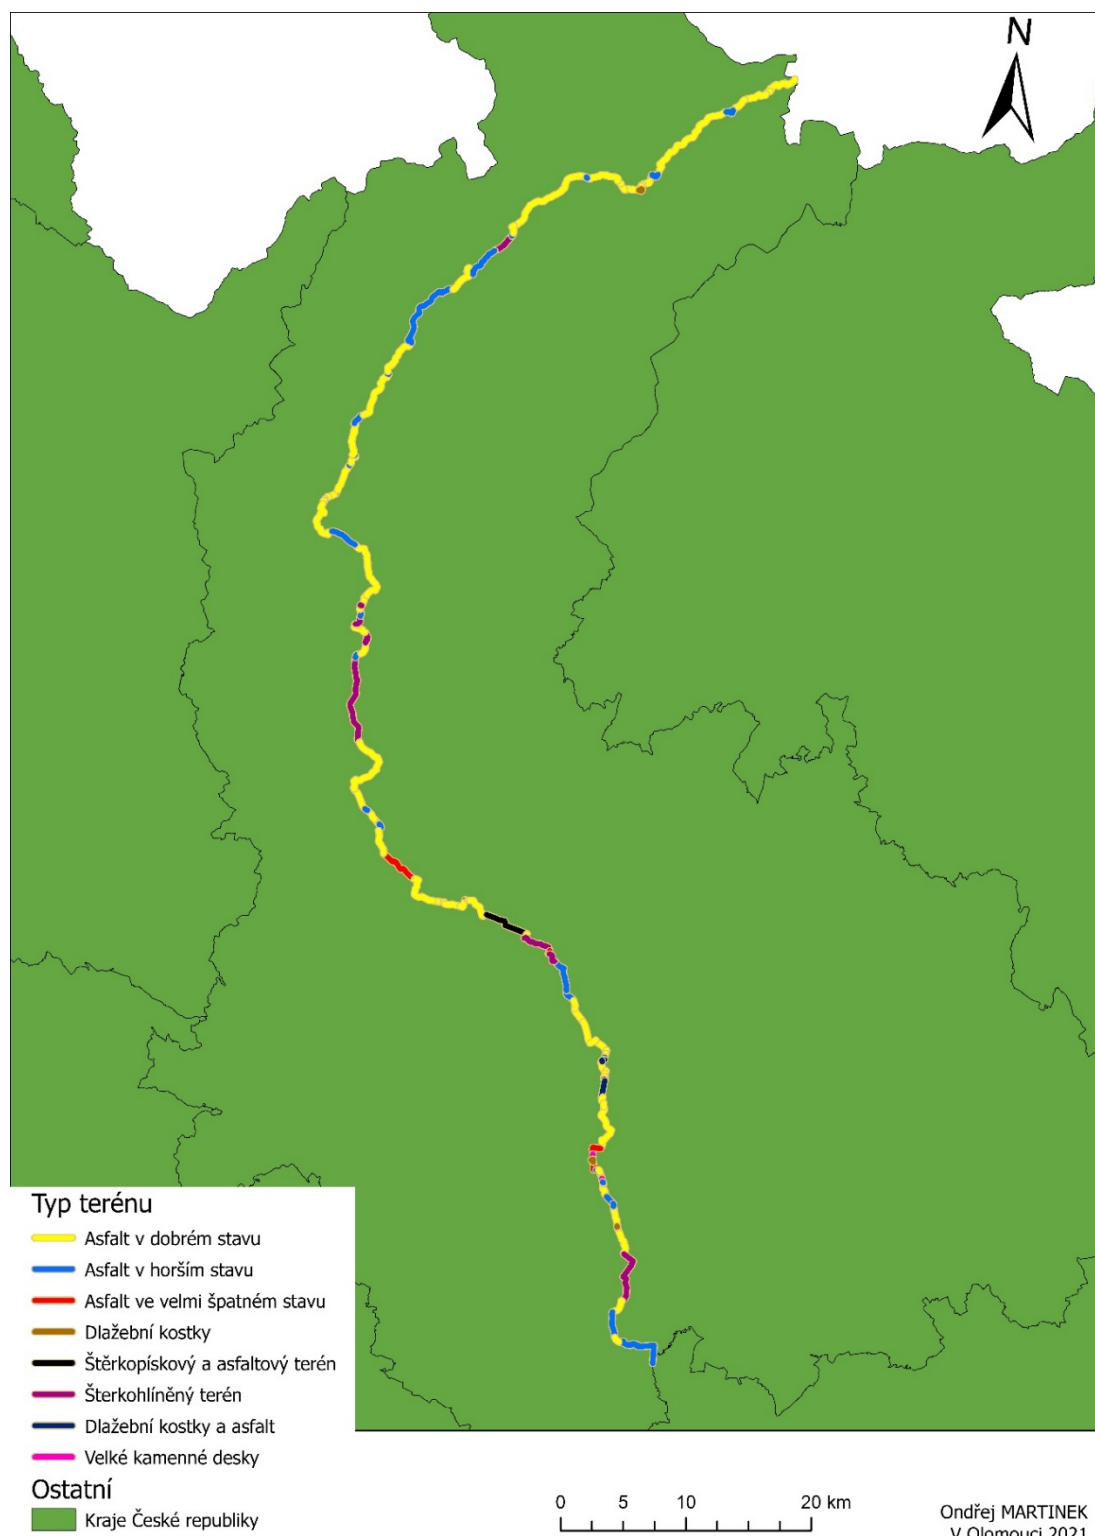 N
Typ terénu
Asfalt v dobrém stavu
Asfalt v horším stavu
Asfalt ve velmi špatném stavu
Dlažební kostky
Štěrkopískový a asfaltový terén
Šterkohlíněný terén
Dlažební kostky a asfalt
Velké kamenné desky
Ostatní
Kraje České republiky
0 5 10 20 km
Ondřej MARTINEK
V Olomouci 2021